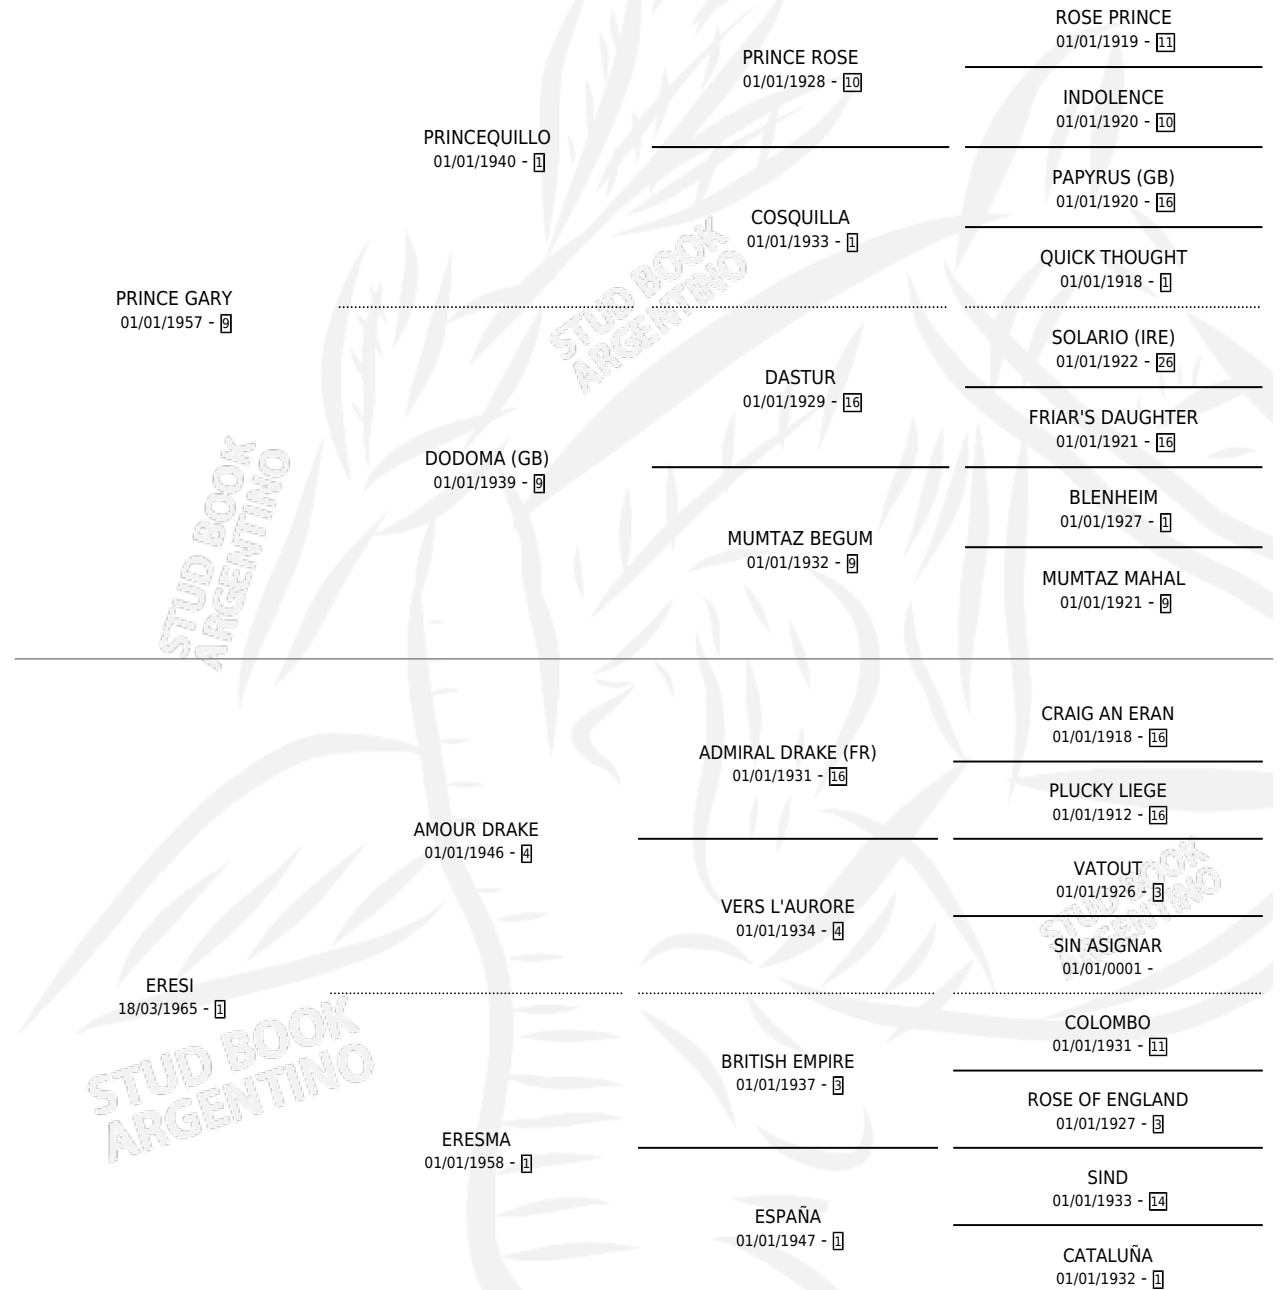 ROSE PRINCE
01/01/1919 - 11
PRINCE ROSE
01/01/1928 - 10
INDOLENCE
01/01/1920 - 10
PRINCEQUILLO
01/01/1940 - 1
PAPYRUS (GB)
01/01/1920 - 16
COSQUILLA
01/01/1933 - 1
QUICK THOUGHT
01/01/1918 - 1
PRINCE GARY
01/01/1957 - 9
STUD BOOK
ARGENTINO
SOLARIO (IRE)
01/01/1922 - 26
DASTUR
01/01/1929 - 16
FRIAR'S DAUGHTER
01/01/1921 - 16
DODOMA (GB)
01/01/1939 - 9
BLENHEIM
01/01/1927 - 1
MUMTAZ BEGUM
01/01/1932 - 9
MUMTAZ MAHAL
01/01/1921 - 9
STUD BOOK
ARGENTINO
CRAIG AN ERAN
01/01/1918 - 16
ADMIRAL DRAKE (FR)
01/01/1931 - 16
PLUCKY LIEGE
01/01/1912 - 16
AMOUR DRAKE
01/01/1946 - 4
VATOUT
01/01/1926 - 3
VERS L'AURORE
01/01/1934 - 4
STUD BOOK
ARGENTINO
SIN ASIGNAR
01/01/0001 -
ERESI
18/03/1965 - 1
STUD BOOK
ARGENTINO
COLOMBO
01/01/1931 - 11
BRITISH EMPIRE
01/01/1937 - 3
ROSE OF ENGLAND
01/01/1927 - 3
ERESMA
01/01/1958 - 1
SIND
01/01/1933 - 14
ESPAÑA
01/01/1947 - 1
CATALUÑA
01/01/1932 - 1